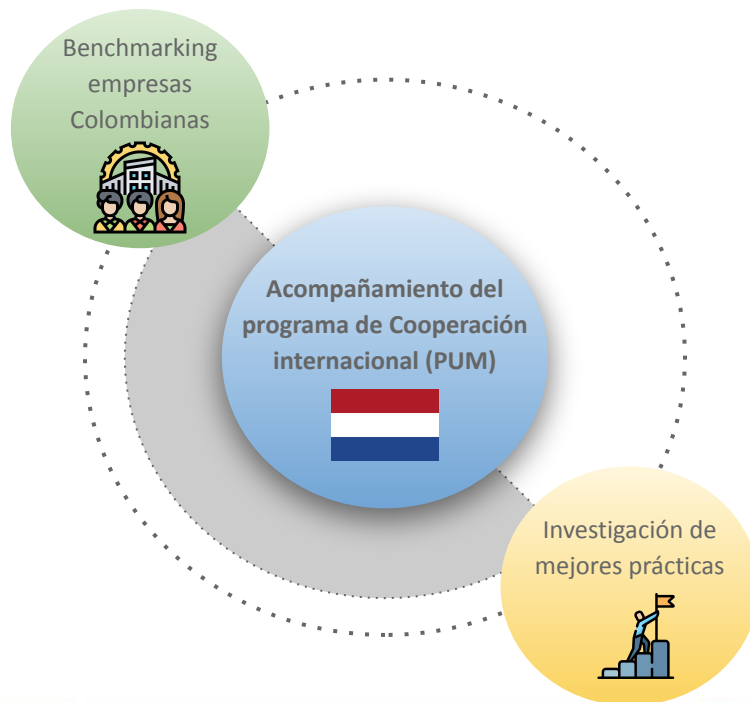 Benchmarking
empresas
Colombianas
Acompañamiento del
programa de Cooperación
internacional (PUM)
Investigación de
mejores prácticas